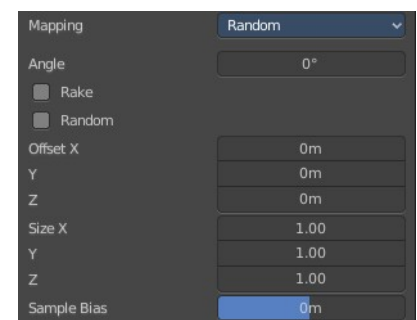 Mapping Random
Angle 0°
Rake
Random
Offset X 0m
Y 0m
Z 0m
Size X 1.00
Y 1.00
Z 1.00
Sample Bias 0m